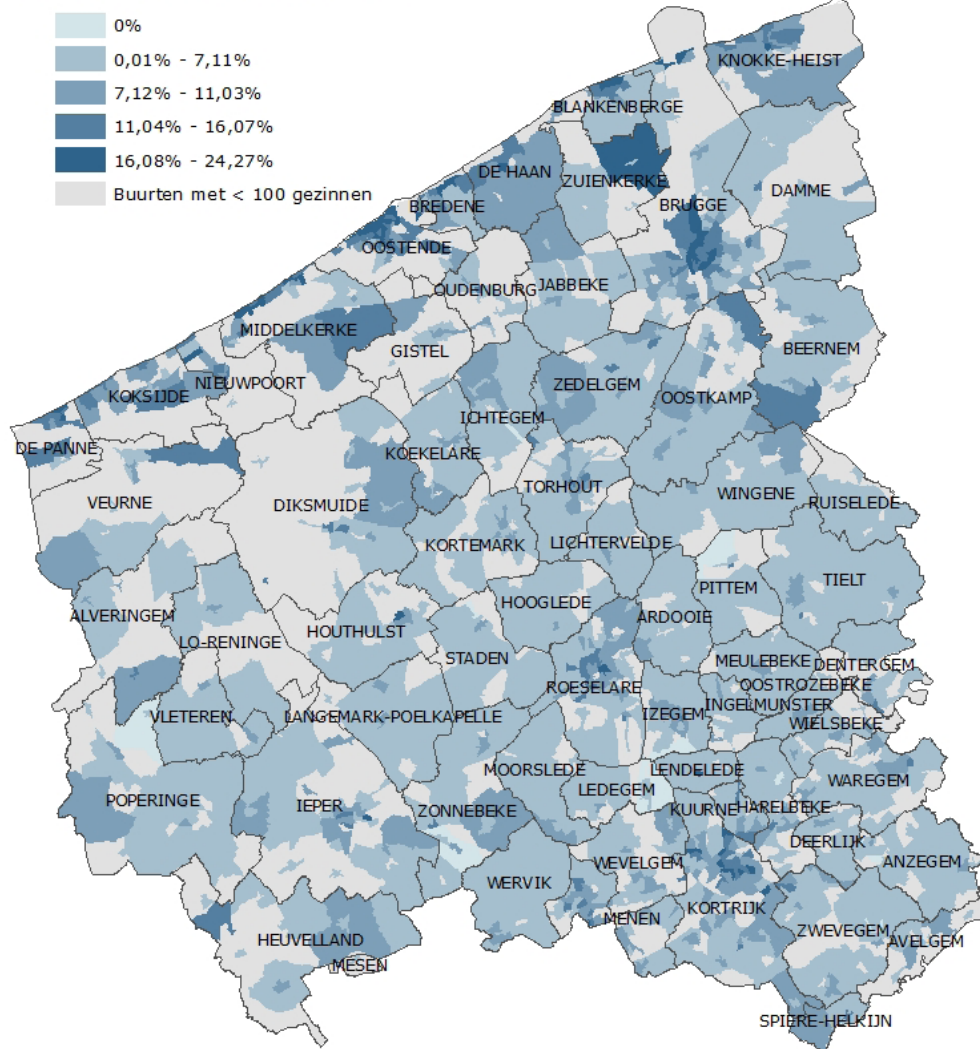 0%
0,01% - 7,11%
7,12% - 11,03%
11,04% - 16,07%
16,08% - 24,27%
Buurten met < 100 gezinnen
KNOKKE-HEIST
BLANKENBERGE
DE HAAN
ZUIENKERKE
DAMME
BREDENE
BRUGGE
OOSTENDE
OUDENBURG
JABBEKE
MIDDELKERKE
GISTEL
BEERNEM
NIEUWPOORT
ZEDELGEM
KOKSIJDE
OOSTKAMP
ICHTEGEM
DE PANNE
KOEKELARE
TORHOUT
WINGENE
VEURNE
DIKSMUIDE
RUISELEDE
KORTEMARK
LICHTERVELDE
TIELT
PITTEM
HOOGLEDE
ALVERINGEM
ARDOOIE
HOUTHULST
LO-RENINGE
STADEN
MEULEBEKE
DENTERGEM
ROESELARE
OOSTROZEBEKE
INGELMUNSTER
VLETEREN
LANGEMARK-POELKAPELLE
IZEGEM
WIELSBEKE
MOORSLEDE
LENDELEDE
WAREGEM
LEDEGEM
POPERINGE
IEPER
ZONNEBEKE
KUURNE
HARELBEKE
DEERLIJK
WEVELGEM
ANZEGEM
WERVIK
KORTRIJK
MENEN
ZWEVEGEM
HEUVELLAND
AVELGEM
MESEN
SPIERE-HELKIJN